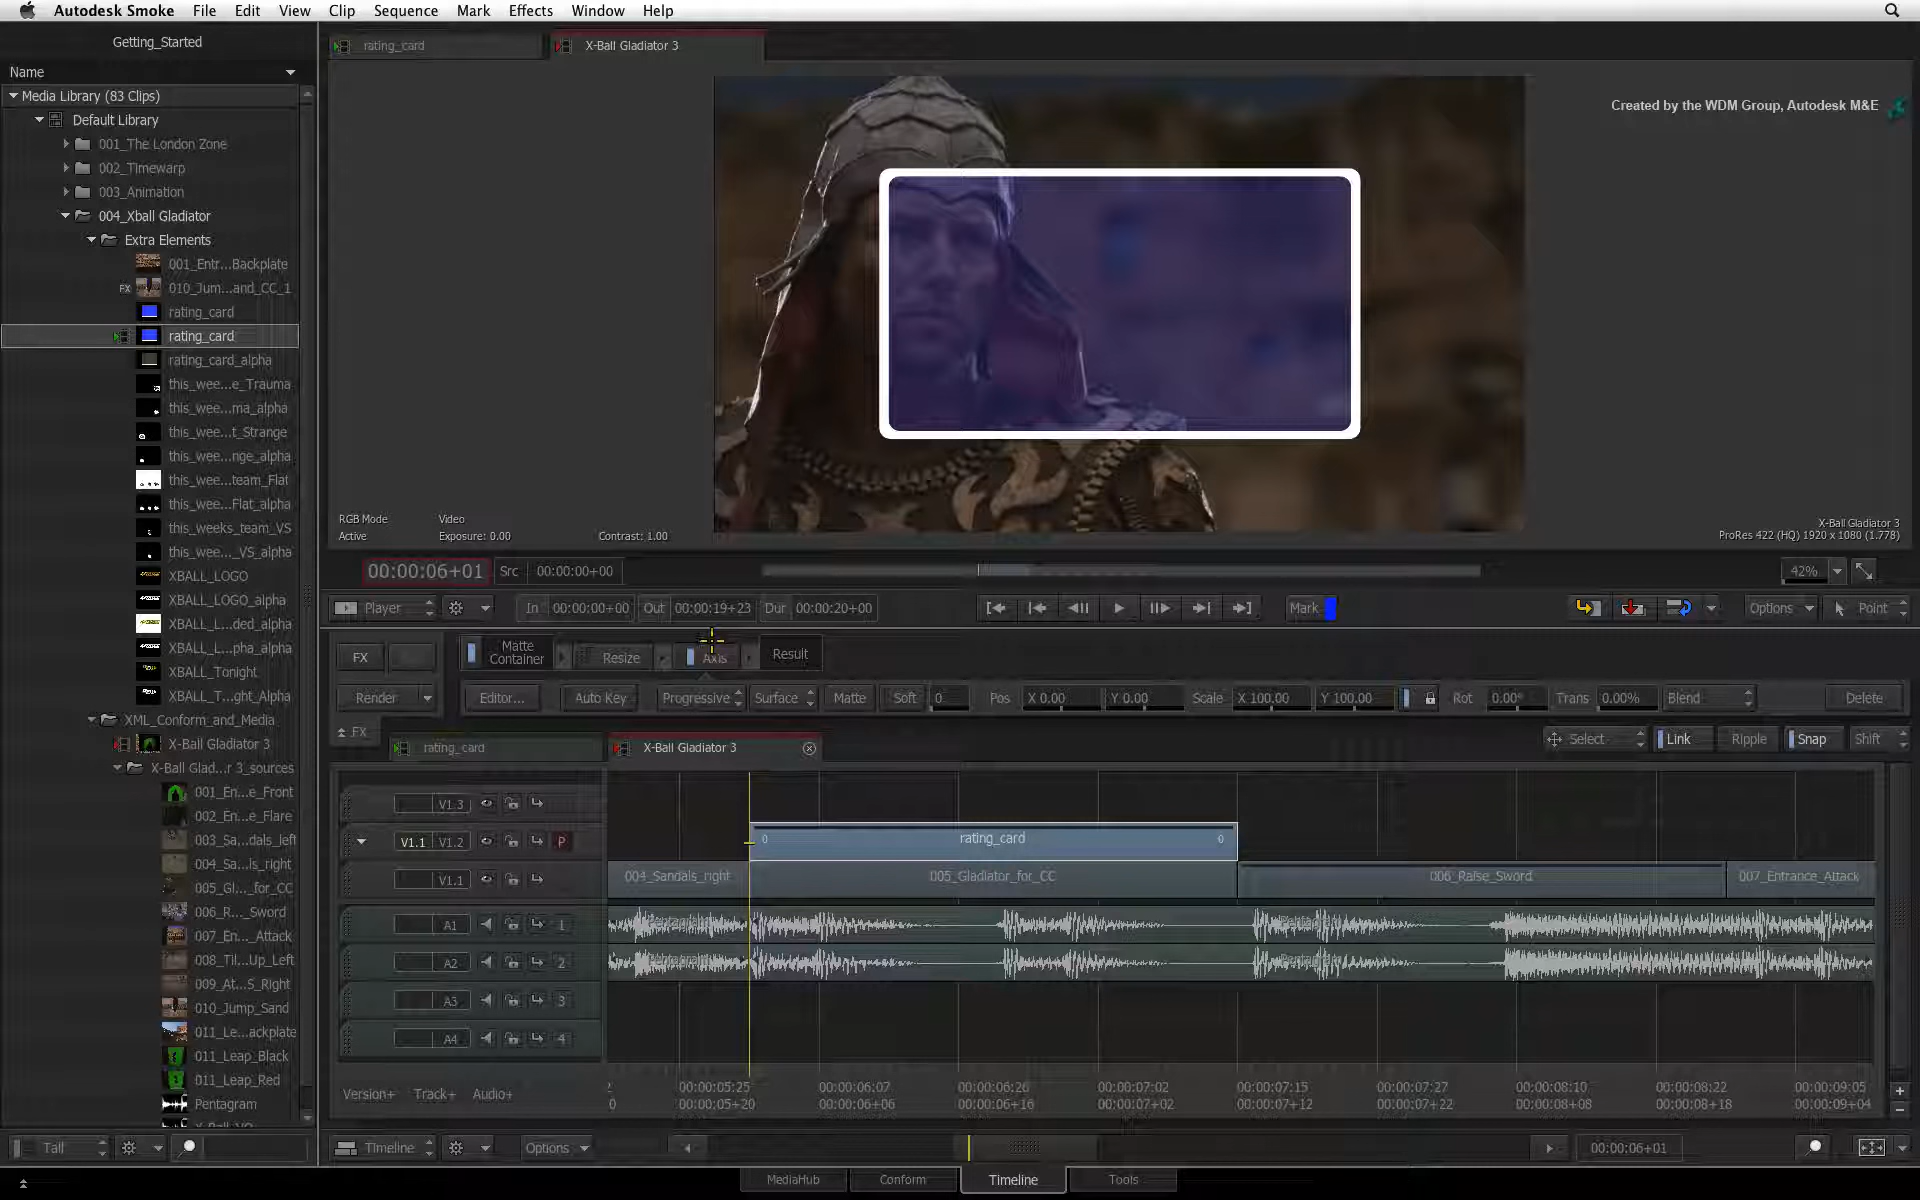 Autodesk Smoke File Edit View Clip Sequence Mark Effects Window Help
Getting_Started
Name
Media Library (83 Clips)
Default Library
001_The London Zone
002_Timewarp
003_Animation
004_Xball Gladiator
Extra Elements
001_Entr...Backplate
FX 010_Jum...and_CC_1
rating_card
rating_card
rating_card_alpha
this_wee...e_Trauma
this_wee...ma_alpha
this_wee...t_Strange
this_wee...nge_alpha
this_wee...team_Flat
this_wee...Flat_alpha
this_weeks_team_VS
this_wee..._VS_alpha
XBALL_LOGO
XBALL_LOGO_alpha
XBALL_L...ded_alpha
XBALL_L...pha_alpha
XBALL_Tonight
XBALL_T...ght_Alpha
XML_Conform_and_Media
X-Ball Gladiator 3
X-Ball Glad...r 3_sources
001_En...e_Front
002_En...e_Flare
003_Sa...dals_left
004_Sa...ls_right
005_Gl..._for_CC
006_R..._Sword
007_En..._Attack
008_Til...Up_Left
009_At...S_Right
010_Jump_Sand
011_Le...ackplate
011_Leap_Black
011_Leap_Red
Pentagram
Tall
rating_card X-Ball Gladiator 3
Created by the WDM Group, Autodesk M&E
RGB Mode Video
Active Exposure: 0.00 Contrast: 1.00
X-Ball Gladiator 3
ProRes 422 (HQ) 1920 x 1080 (1.778)
00:00:06+01 Src 00:00:00+00 42%
Player In 00:00:00+00 Out 00:00:19+23 Dur 00:00:20+00 Mark Options Point
FX Matte Container Resize Axis Result
Render Editor... Auto Key Progressive Surface Matte Soft 0 Pos X 0.00 Y 0.00 Scale X 100.00 Y 100.00 Rot 0.00° Trans 0.00% Blend Delete
FX rating_card X-Ball Gladiator 3 Select Link Ripple Snap Shift
V1.3
V1.1 V1.2 P 0 rating_card 0
V1.1 004_Sandals_right 005_Gladiator_for_CC 006_Raise_Sword 007_Entrance_Attack
A1 1 Pentagram Pentagram
A2 2 Pentagram Pentagram
A3 3
A4 4
Version+ Track+ Audio+
2 00:00:05:25 00:00:06:07 00:00:06:26 00:00:07:02 00:00:07:15 00:00:07:27 00:00:08:10 00:00:08:22 00:00:09:05
0 00:00:05+20 00:00:06+06 00:00:06+16 00:00:07+02 00:00:07+12 00:00:07+22 00:00:08+08 00:00:08+18 00:00:09+04
Timeline Options 00:00:06+01
MediaHub Conform Timeline Tools